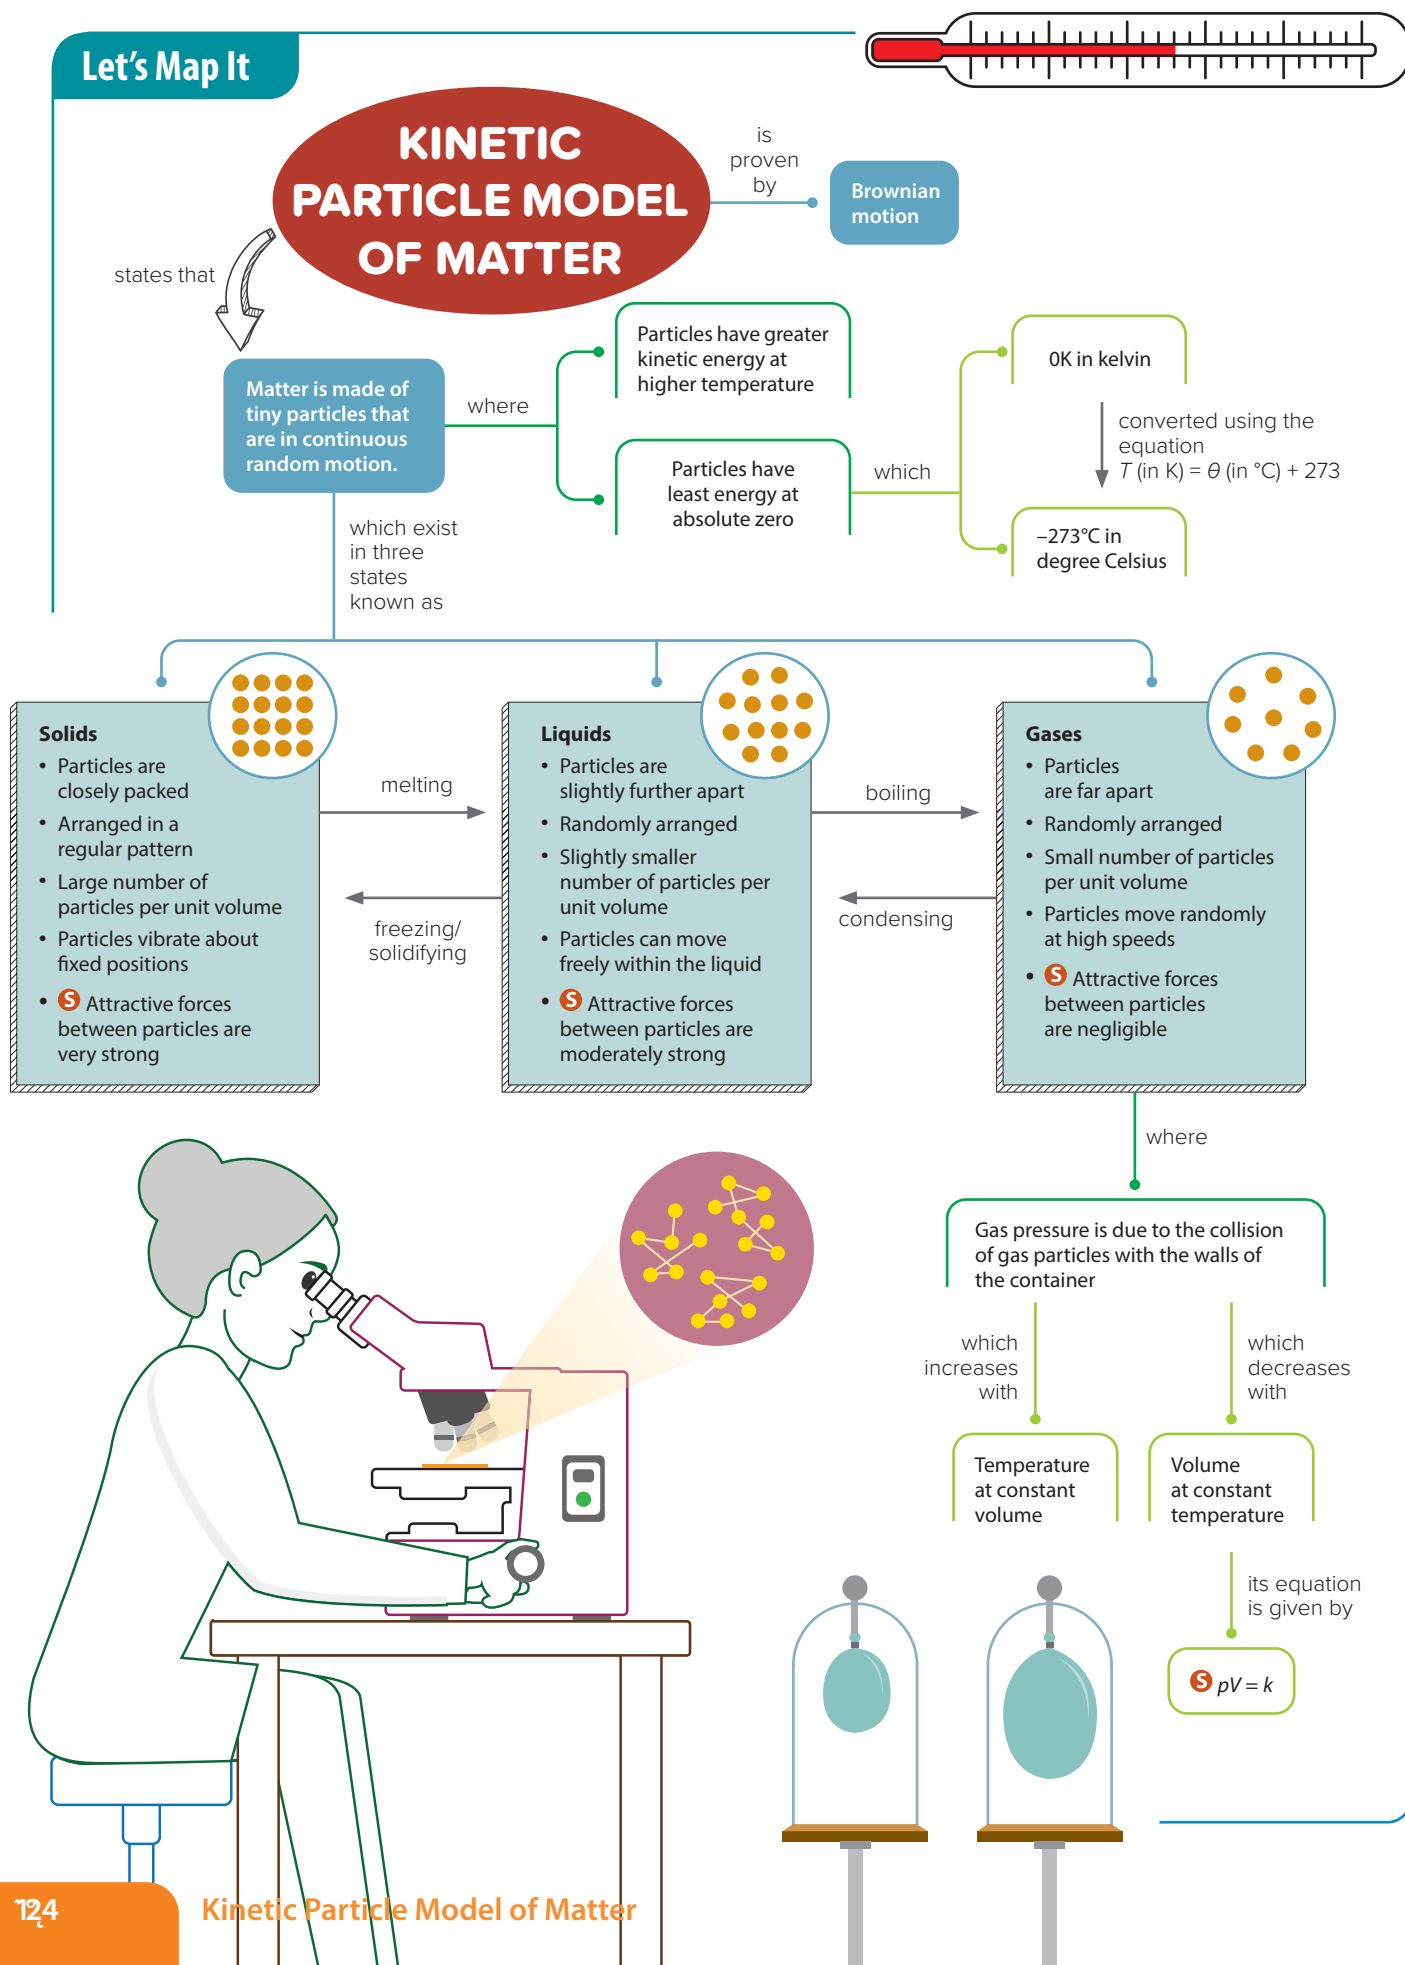 Let's Map It
KINETIC
PARTICLE MODEL
OF MATTER
is
proven
by
Brownian
motion
states that
Matter is made of
tiny particles that
are in continuous
random motion.
where
Particles have greater
kinetic energy at
higher temperature
Particles have
least energy at
absolute zero
which
0K in kelvin
converted using the
equation
T (in K) = θ (in °C) + 273
–273°C in
degree Celsius
which exist
in three
states
known as
Solids
• Particles are
closely packed
• Arranged in a
regular pattern
• Large number of
particles per unit volume
• Particles vibrate about
fixed positions
• S Attractive forces
between particles are
very strong
melting
freezing/
solidifying
Liquids
• Particles are
slightly further apart
• Randomly arranged
• Slightly smaller
number of particles per
unit volume
• Particles can move
freely within the liquid
• S Attractive forces
between particles are
moderately strong
boiling
condensing
Gases
• Particles
are far apart
• Randomly arranged
• Small number of particles
per unit volume
• Particles move randomly
at high speeds
• S Attractive forces
between particles
are negligible
where
Gas pressure is due to the collision
of gas particles with the walls of
the container
which
increases
with
which
decreases
with
Temperature
at constant
volume
Volume
at constant
temperature
its equation
is given by
S pV = k
124
Kinetic Particle Model of Matter